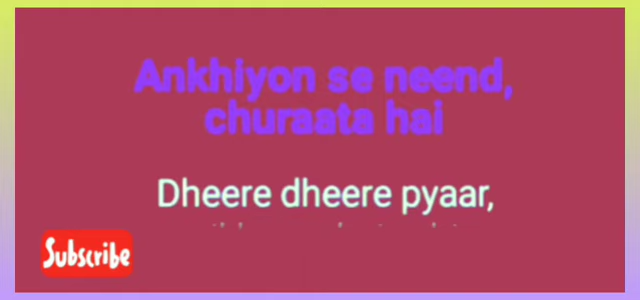 Ankhiyon se neend,
churaata hai
Dheere dheere pyaar,
Subscribe